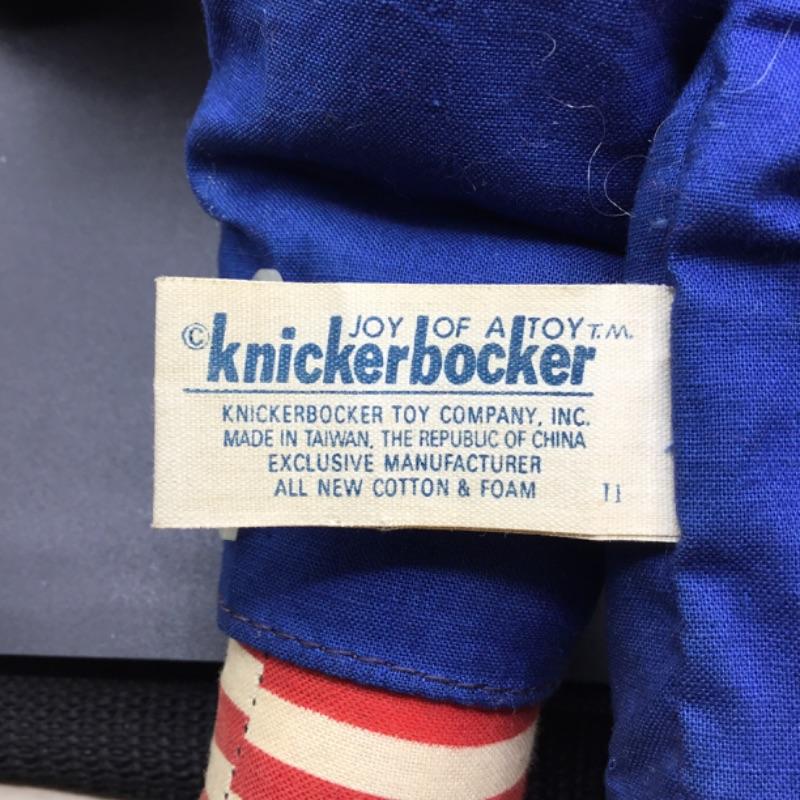 JOY OF A TOY T.M.
© knickerbocker
KNICKERBOCKER TOY COMPANY, INC.
MADE IN TAIWAN, THE REPUBLIC OF CHINA
EXCLUSIVE MANUFACTURER
ALL NEW COTTON & FOAM